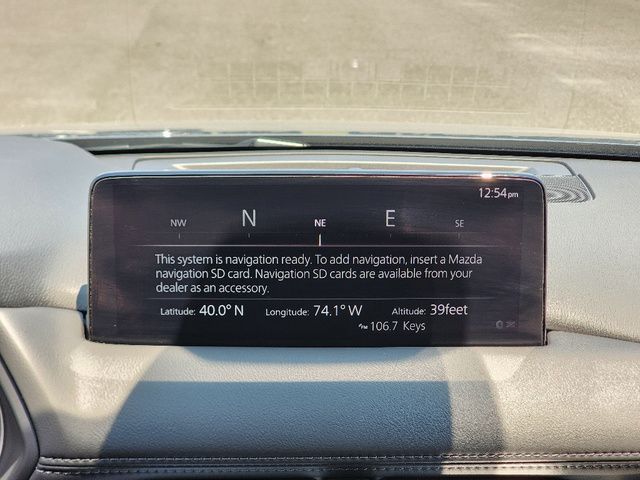 12:54pm
NW N NE E SE
This system is navigation ready. To add navigation, insert a Mazda
navigation SD card. Navigation SD cards are available from your
dealer as an accessory.
Latitude: 40.0° N Longitude: 74.1° W Altitude: 39feet
106.7 Keys